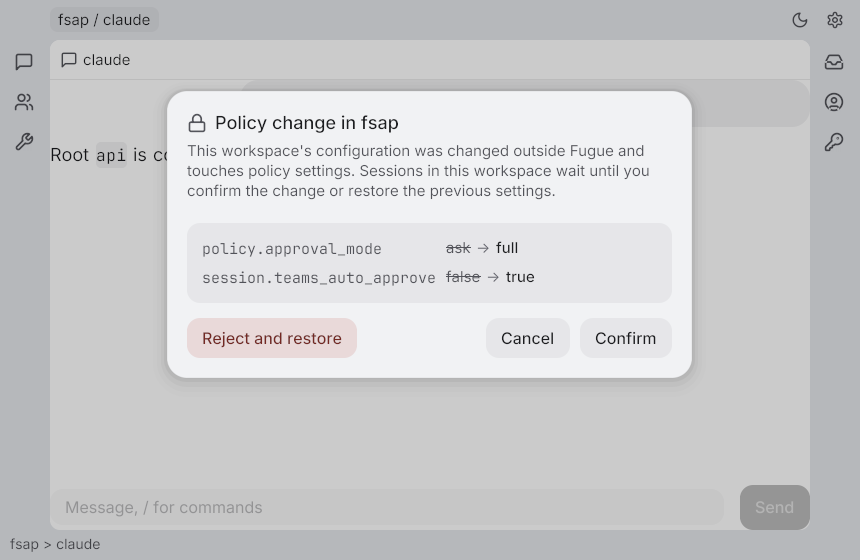 fsap / claude
claude
Policy change in fsap
This workspace's configuration was changed outside Fugue and
touches policy settings. Sessions in this workspace wait until you
confirm the change or restore the previous settings.
Root api is
policy.approval_mode ask → full
session.teams_auto_approve false → true
Reject and restore Cancel Confirm
Message, / for commands Send
fsap > claude